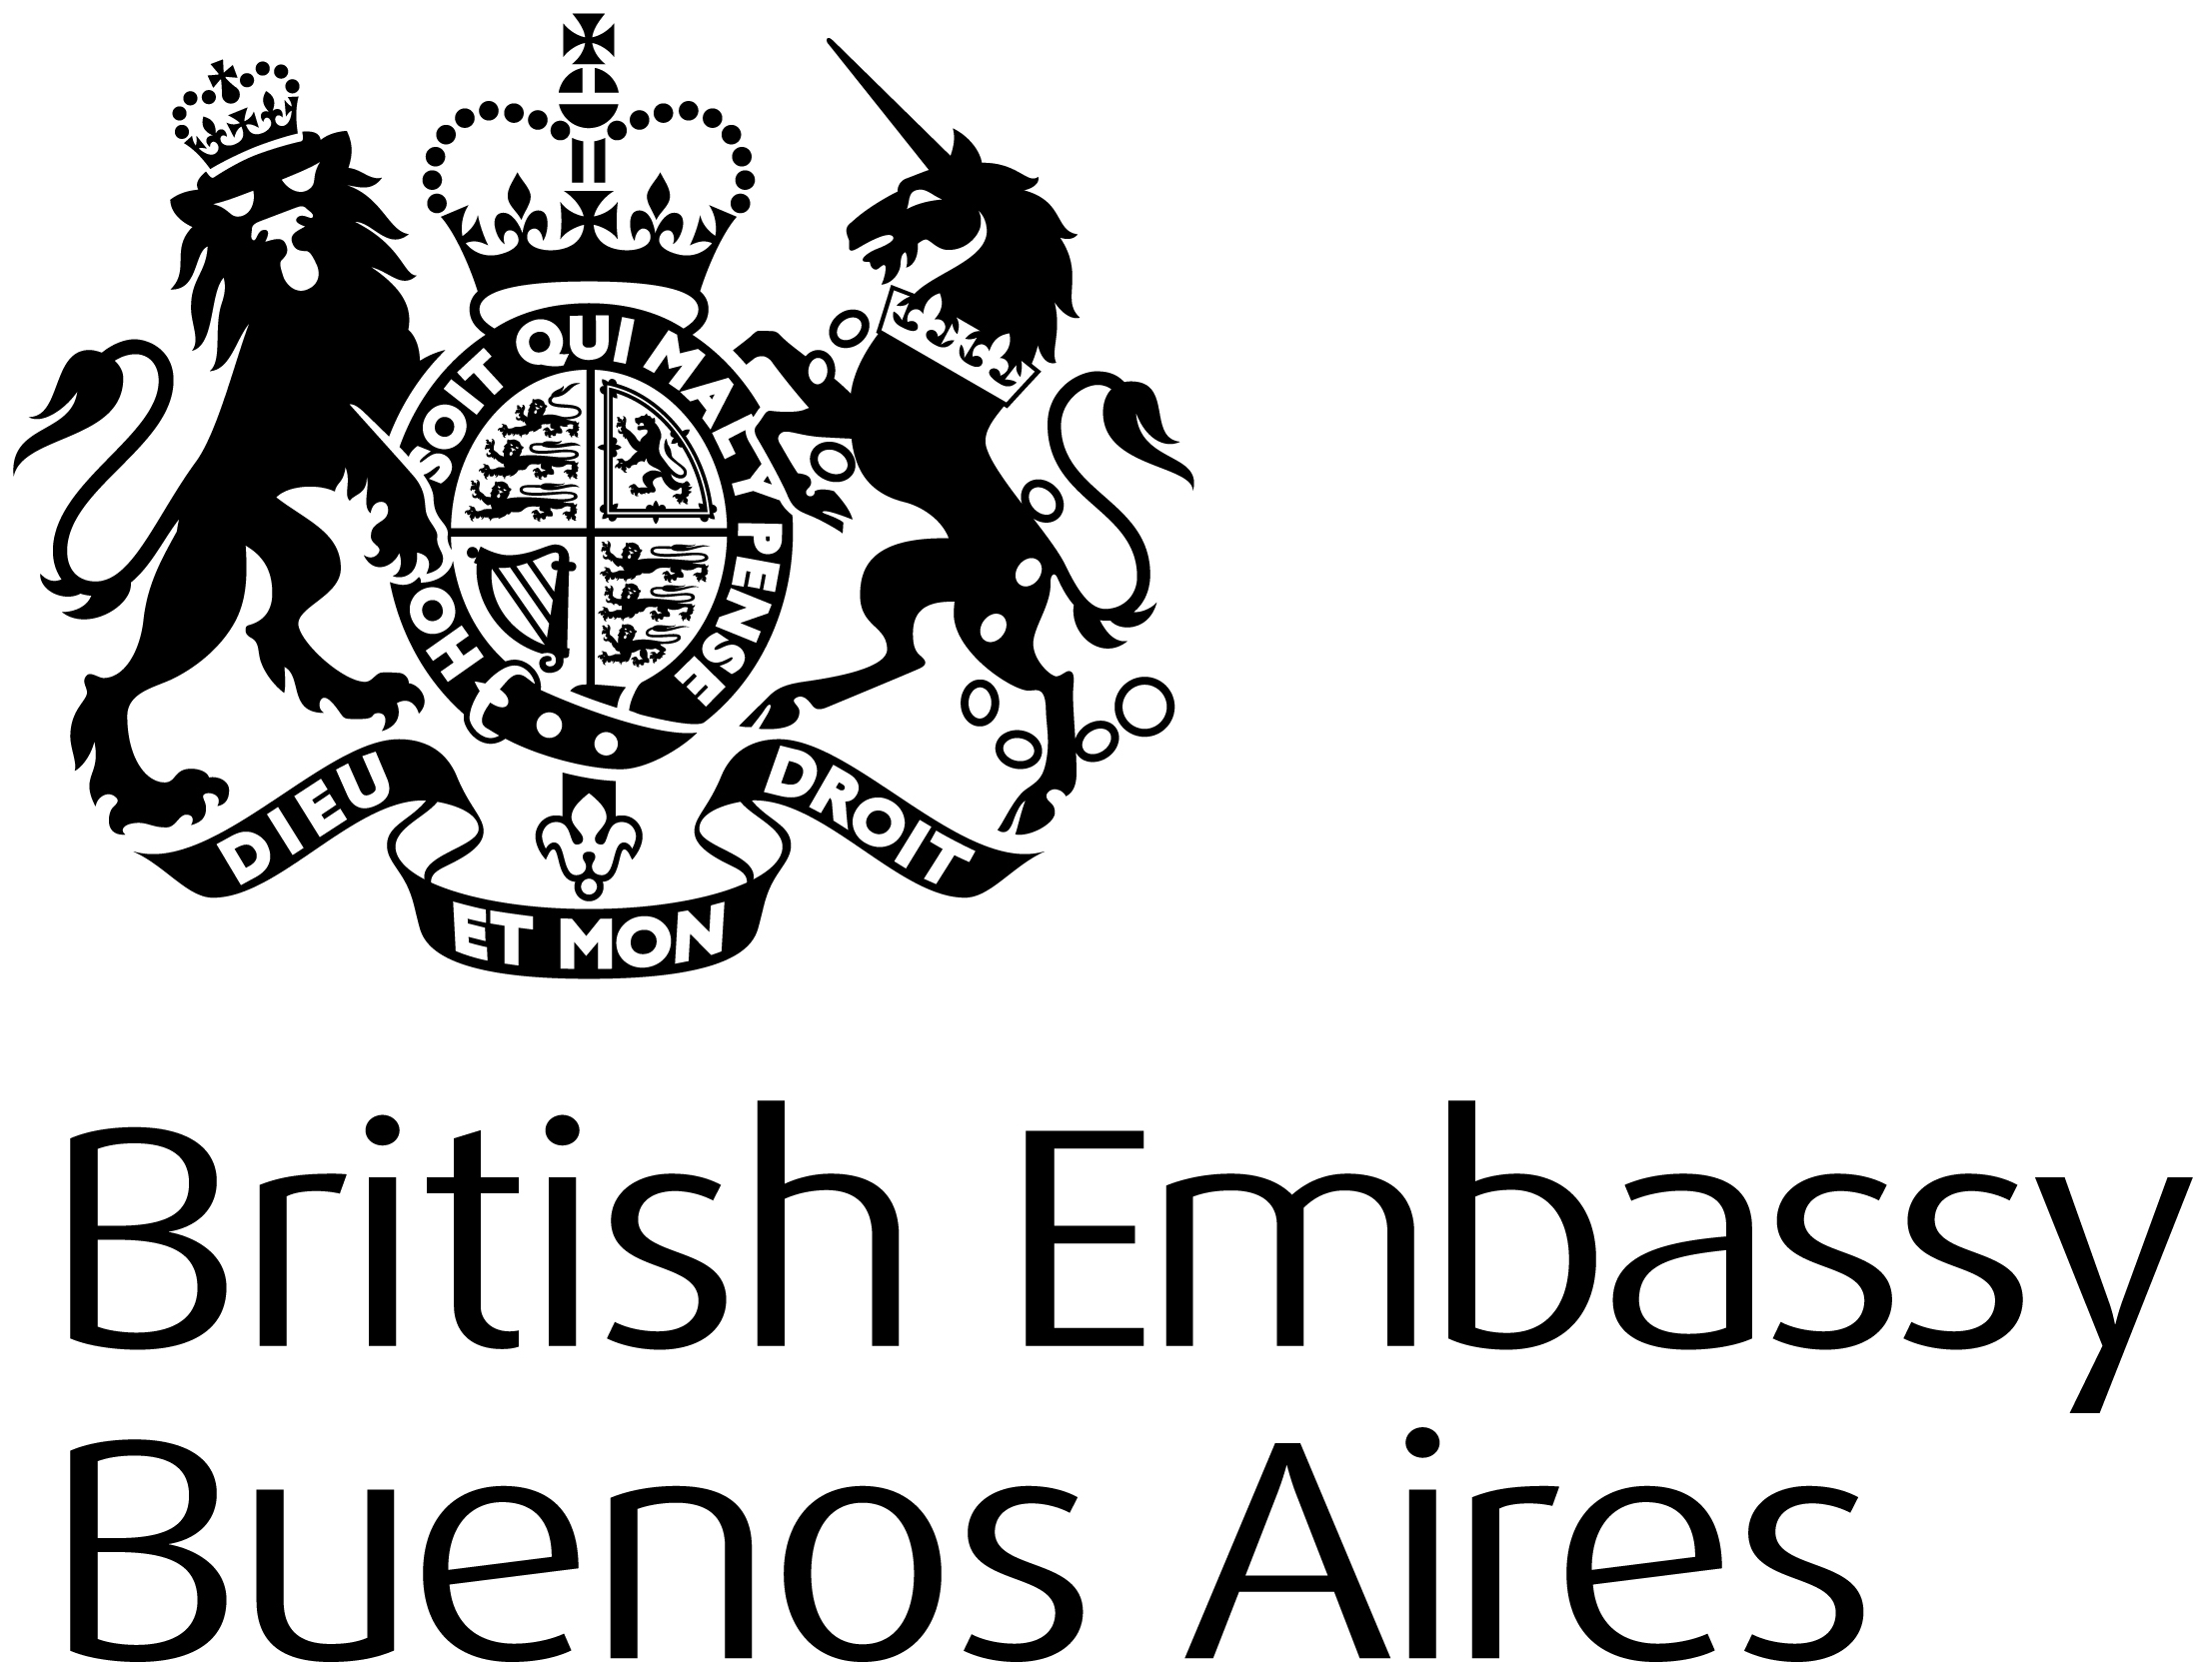 HONI SOIT QUI MAL Y PENSE
DIEU ET MON DROIT
British Embassy
Buenos Aires